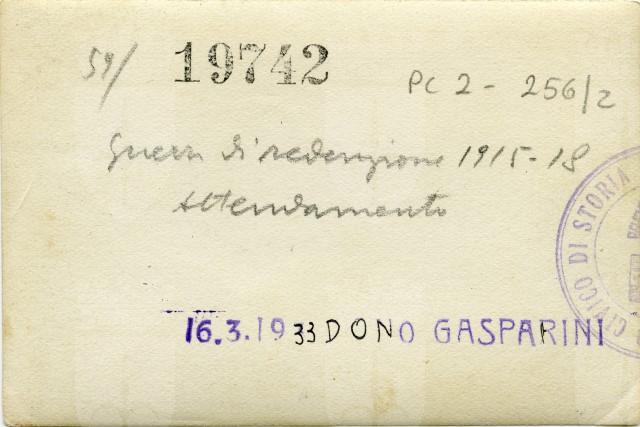 59/ 19742 PC 2 - 256/2
Guerra di redenzione 1915-18
Attendamento
16.3.1933 DONO GASPARINI
CIVICO DI STORIA